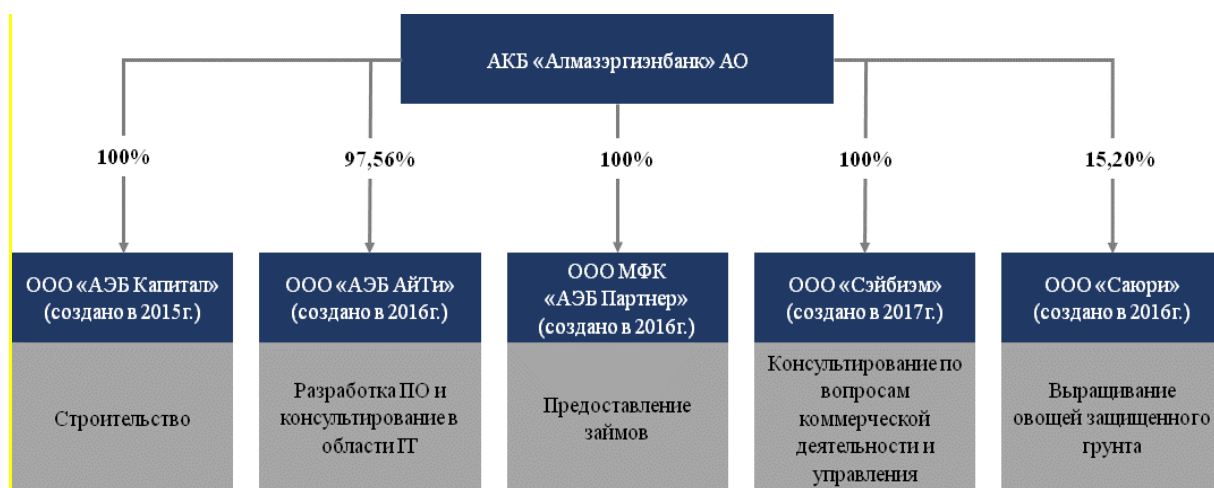 АКБ «Алмазэргиэнбанк» АО
100%
97,56%
100%
100%
15,20%
ООО «АЭБ Капитал»
(создано в 2015г.)
Строительство
ООО «АЭБ АйТи»
(создано в 2016г.)
Разработка ПО и
консультирование в
области IT
ООО МФК
«АЭБ Партнер»
(создано в 2016г.)
Предоставление
займов
ООО «Сэйбиэм»
(создано в 2017г.)
Консультирование по
вопросам
коммерческой
деятельности и
управления
ООО «Саюри»
(создано в 2016г.)
Выращивание
овощей защищенного
грунта